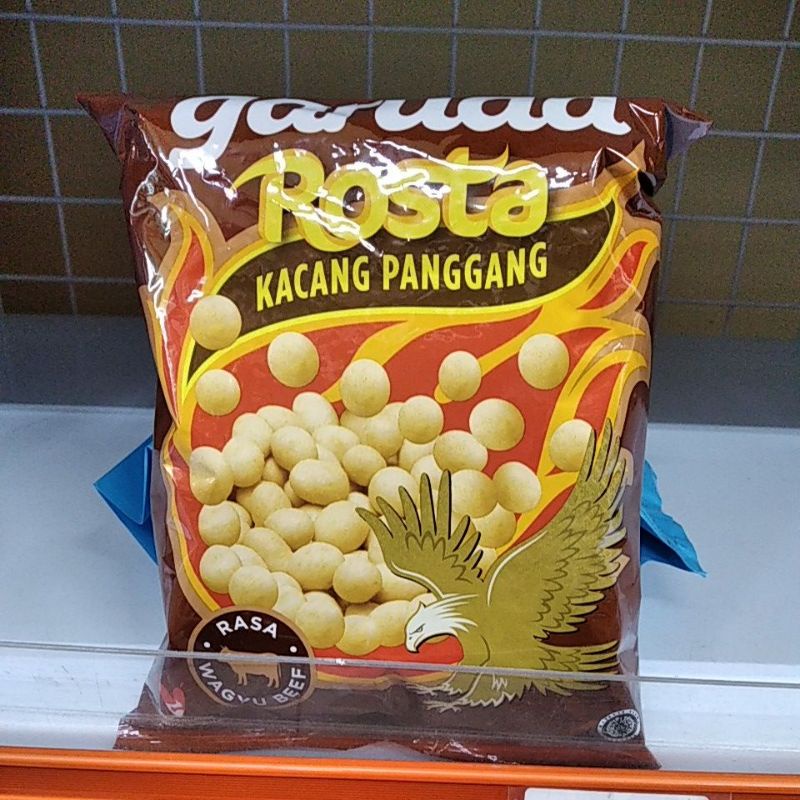 garuda
Rosta
KACANG PANGGANG
RASA
WAGYU BEEF